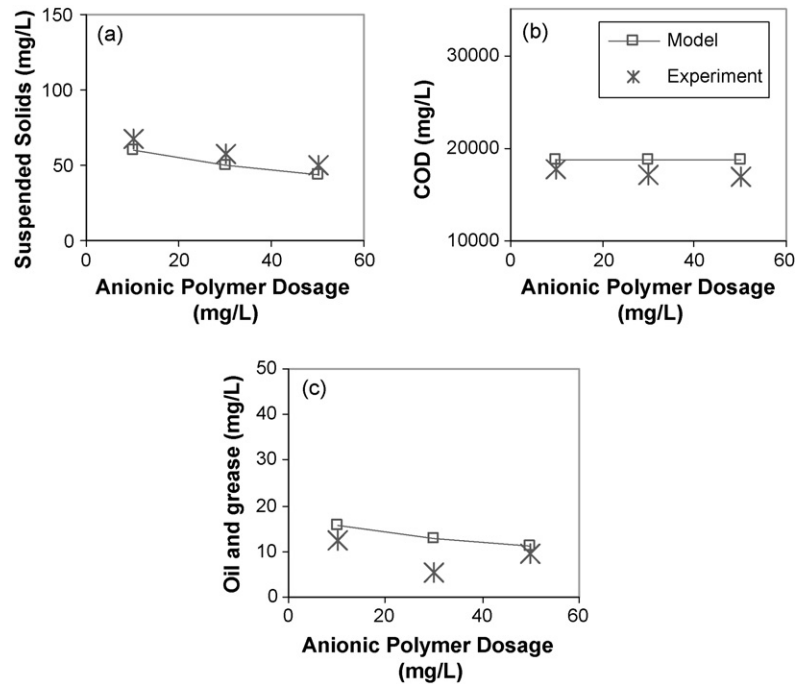 (a)
Suspended Solids (mg/L)
150
100
50
0
0 20 40 60
Anionic Polymer Dosage
(mg/L)
(b)
Model
Experiment
COD (mg/L)
30000
20000
10000
0 20 40 60
Anionic Polymer Dosage
(mg/L)
(c)
Oil and grease (mg/L)
50
40
30
20
10
0
0 20 40 60
Anionic Polymer Dosage
(mg/L)